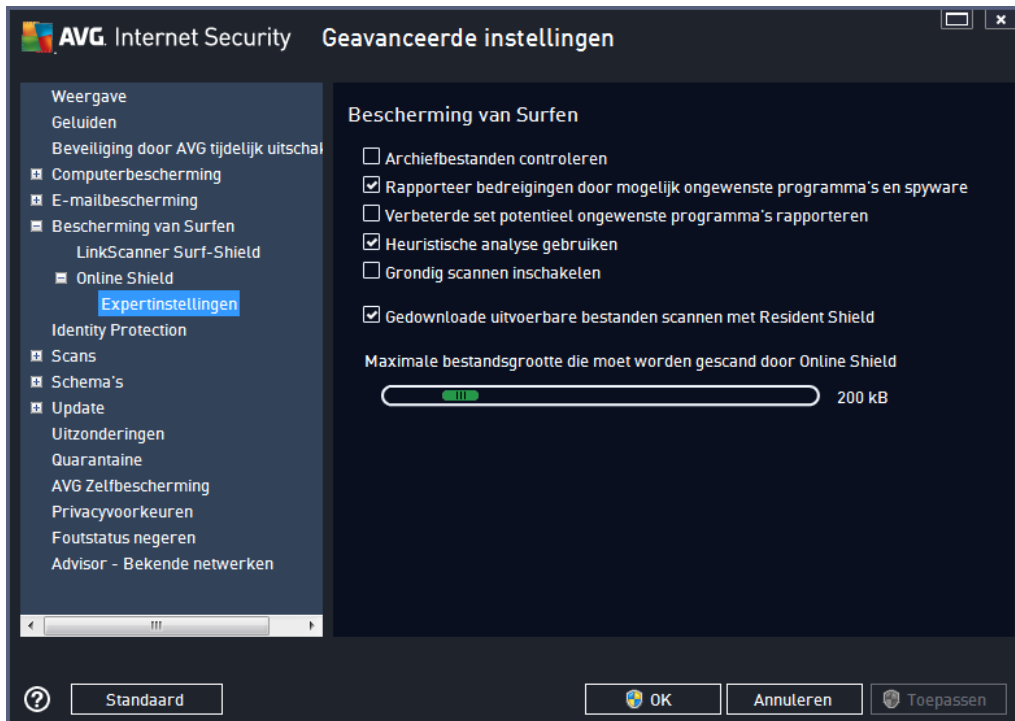 AVG. Internet Security Geavanceerde instellingen
Weergave
Geluiden
Beveiliging door AVG tijdelijk uitschak
Computerbescherming
E-mailbescherming
Bescherming van Surfen
LinkScanner Surf-Shield
Online Shield
Expertinstellingen
Identity Protection
Scans
Schema's
Update
Uitzonderingen
Quarantaine
AVG Zelfbescherming
Privacyvoorkeuren
Foutstatus negeren
Advisor - Bekende netwerken
Bescherming van Surfen
Archiefbestanden controleren
Rapporteer bedreigingen door mogelijk ongewenste programma's en spyware
Verbeterde set potentieel ongewenste programma's rapporteren
Heuristische analyse gebruiken
Grondig scannen inschakelen
Gedownloade uitvoerbare bestanden scannen met Resident Shield
Maximale bestandsgrootte die moet worden gescand door Online Shield
200 kB
Standaard
OK
Annuleren
Toepassen